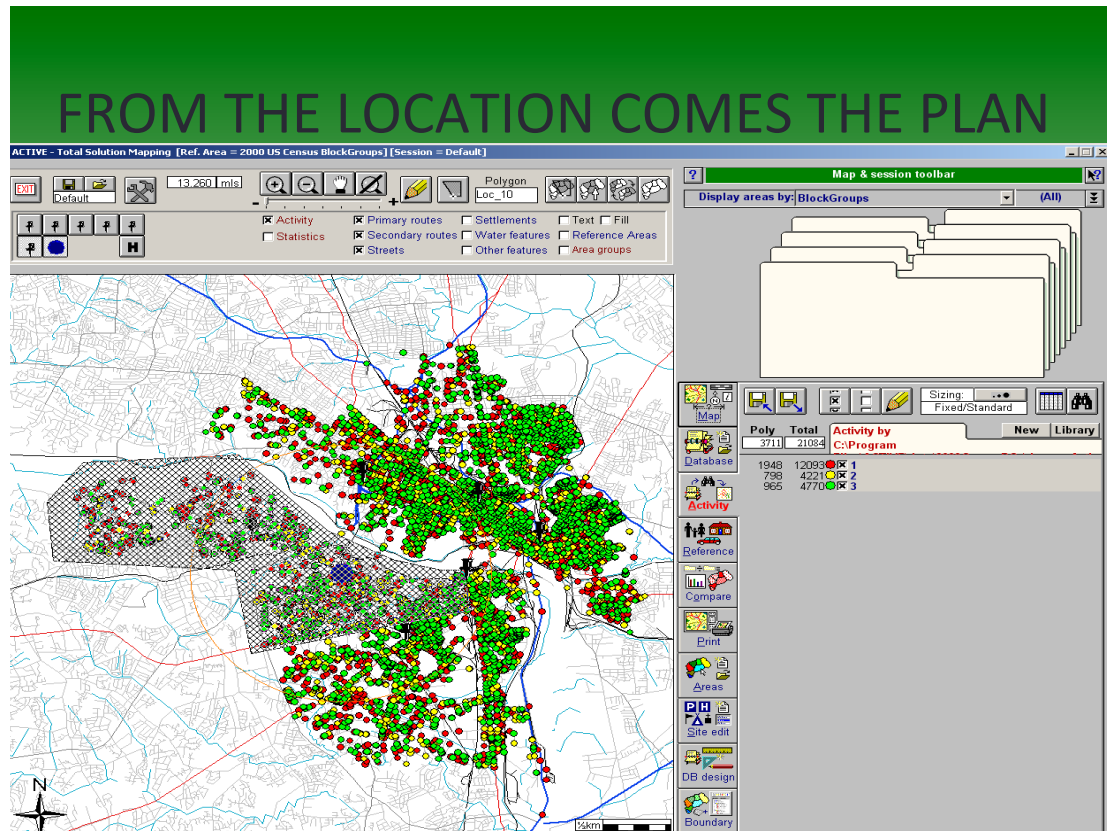 FROM THE LOCATION COMES THE PLAN
ACTIVE - Total Solution Mapping [Ref. Area = 2000 US Census BlockGroups] [Session = Default]
EXIT
Default
13.260 mls
- +
Polygon
Loc_10
H
Activity
Statistics
Primary routes
Secondary routes
Streets
Settlements
Water features
Other features
Text Fill
Reference Areas
Area groups
? Map & session toolbar ?
Display areas by: BlockGroups (All)
Map
Database
Activity
Reference
Compare
Print
Areas
Site edit
DB design
Boundary
Sizing:
Fixed/Standard
Poly Total Activity by New Library
3711 21084 C:\Program
1948 12093 1
798 4221 2
965 4770 3
N
½km